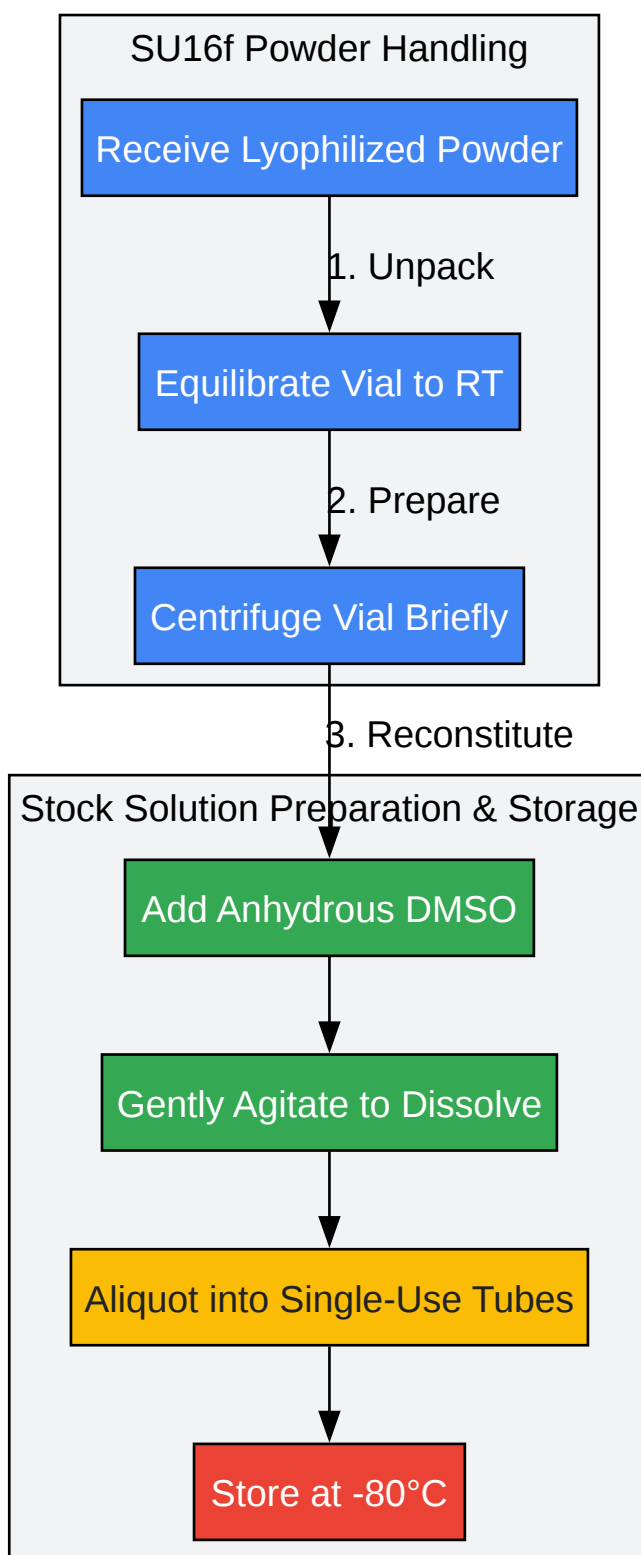 SU16f Powder Handling
Receive Lyophilized Powder
1. Unpack
Equilibrate Vial to RT
2. Prepare
Centrifuge Vial Briefly
3. Reconstitute
Stock Solution Preparation & Storage
Add Anhydrous DMSO
Gently Agitate to Dissolve
Aliquot into Single-Use Tubes
Store at -80°C